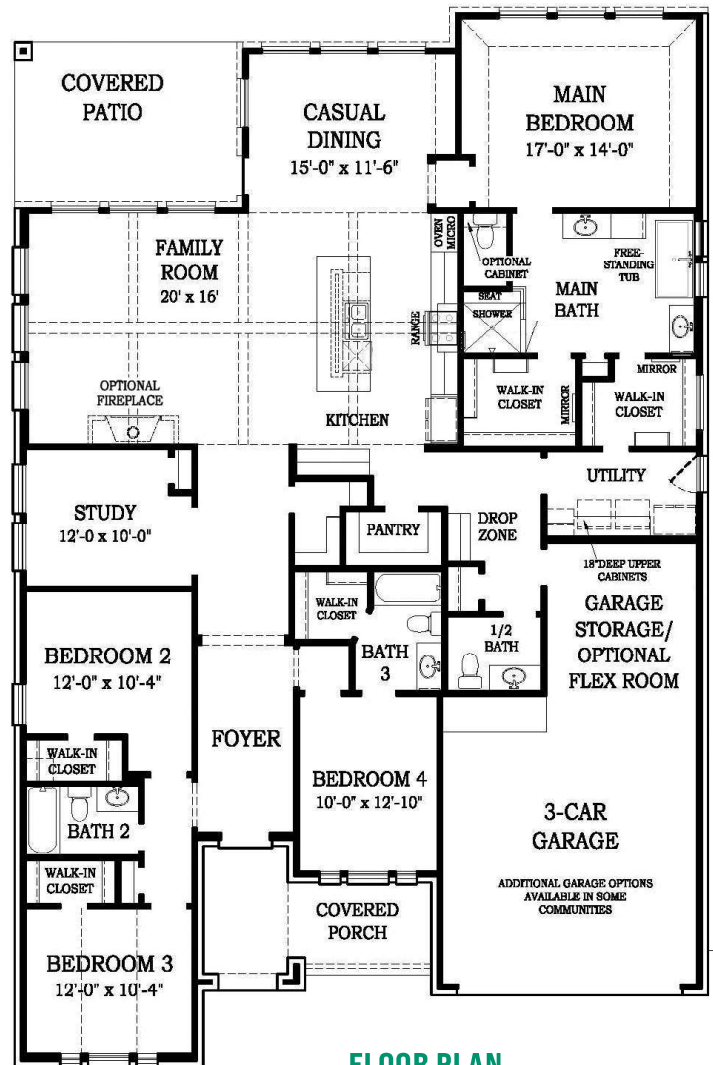 COVERED
PATIO
CASUAL
DINING
15'-0" x 11'-6"
MAIN
BEDROOM
17'-0" x 14'-0"
FAMILY
ROOM
20' x 16'
OVEN
MICRO
OPTIONAL
CABINET
FREE-
STANDING
TUB
MAIN
BATH
SEAT
SHOWER
RANGE
OPTIONAL
FIREPLACE
KITCHEN
WALK-IN
CLOSET
MIRROR
MIRROR
WALK-IN
CLOSET
STUDY
12'-0 x 10'-0"
PANTRY
DROP
ZONE
UTILITY
18"DEEP UPPER
CABINETS
WALK-IN
CLOSET
BATH
3
1/2
BATH
GARAGE
STORAGE/
OPTIONAL
FLEX ROOM
BEDROOM 2
12'-0" x 10'-4"
WALK-IN
CLOSET
FOYER
BEDROOM 4
10'-0" x 12'-10"
BATH 2
3-CAR
GARAGE
ADDITIONAL GARAGE OPTIONS
AVAILABLE IN SOME
COMMUNITIES
WALK-IN
CLOSET
COVERED
PORCH
BEDROOM 3
12'-0" x 10'-4"
FLOOR PLAN